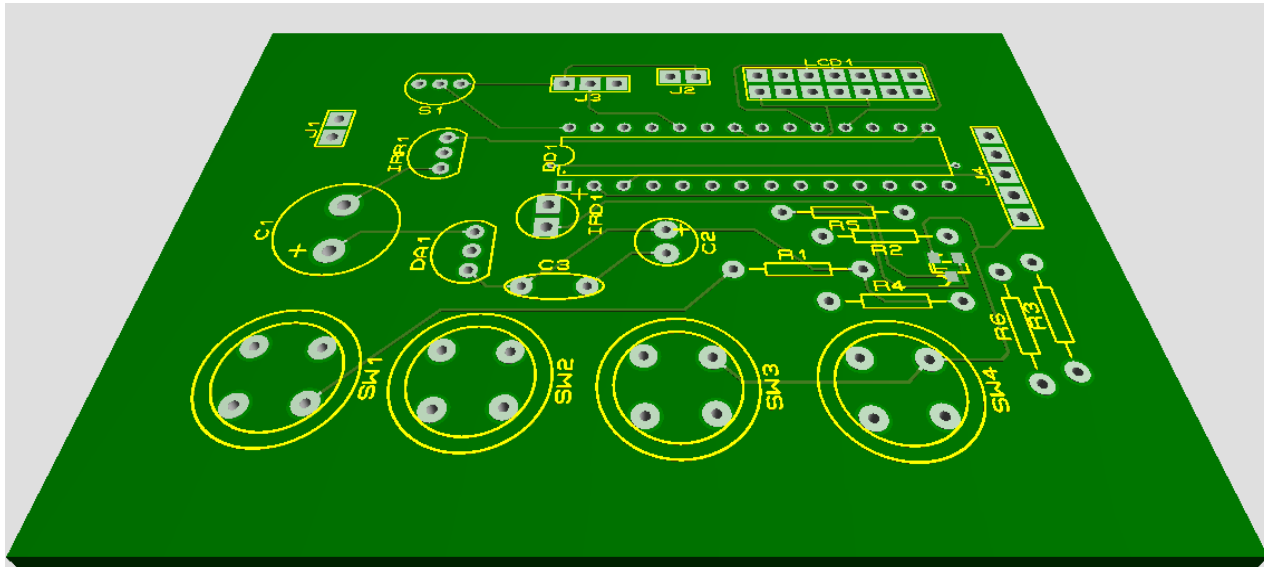 LCD1
S1
J3
J2
J1
IRR1
DD1
J4
C1
+
DA1
+
IRD1
+
C2
R5
R2
C3
R1
R4
R6
R3
SW1
SW2
SW3
SW4